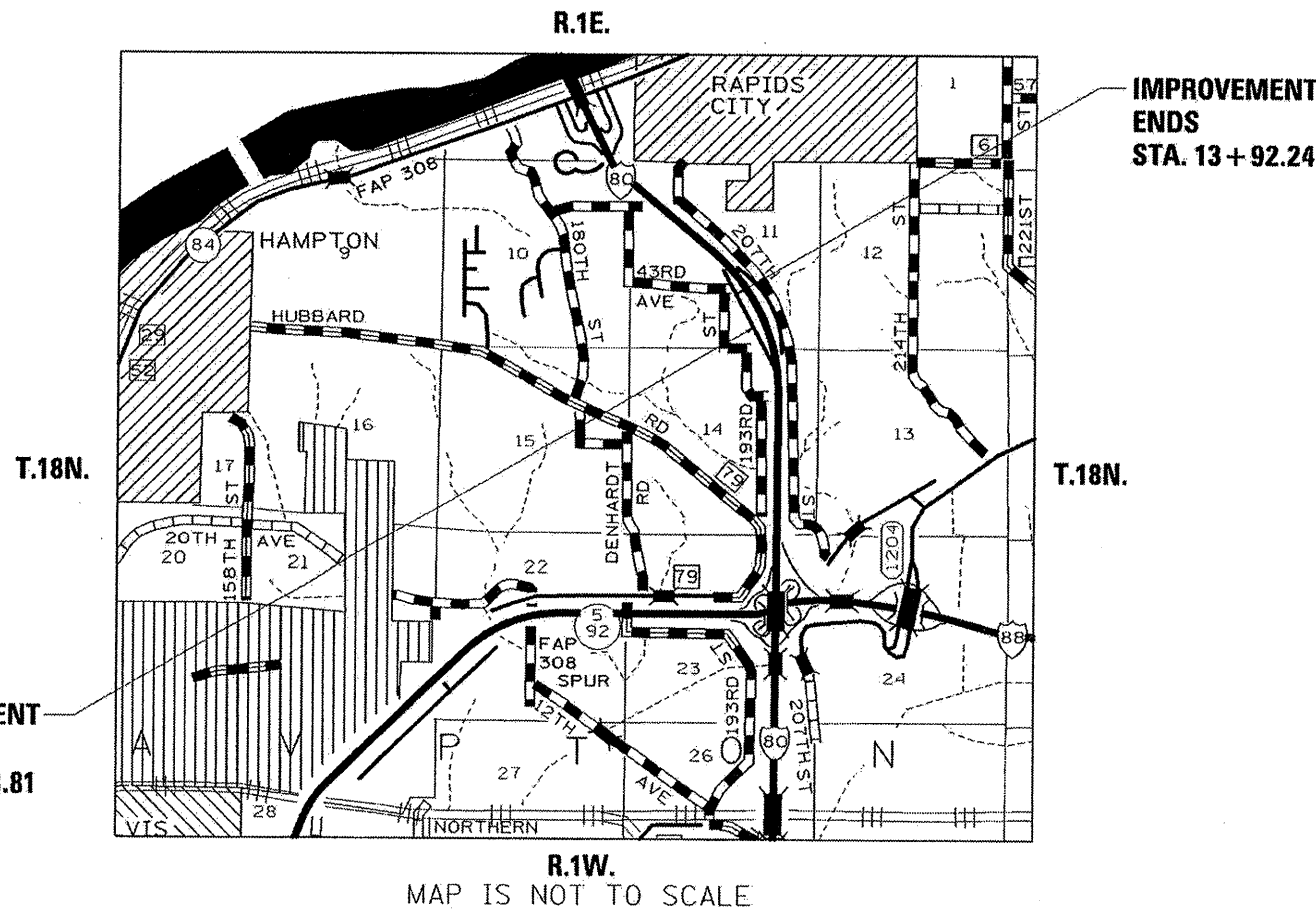 R.1E.
RAPIDS
CITY
1
57
ST
IMPROVEMENT
ENDS
STA. 13+92.24
6
80
FAP 308
84
HAMPTON
9
10
180TH
ST
11
207TH
12
ST
221ST
43RD
AVE
ST
214TH
29
52
HUBBARD
RD
16
15
14
193RD
13
79
T.18N.
T.18N.
17
158TH ST
DENHARDT
RD
ST
20TH AVE
20
21
22
79
1204
5
92
88
FAP
308
SPUR
23
ST
193RD
24
ENT
.81
12TH
AVE
207TH ST
80
A
P
T
N
26
27
28
VIS
NORTHERN
R.1W.
MAP IS NOT TO SCALE